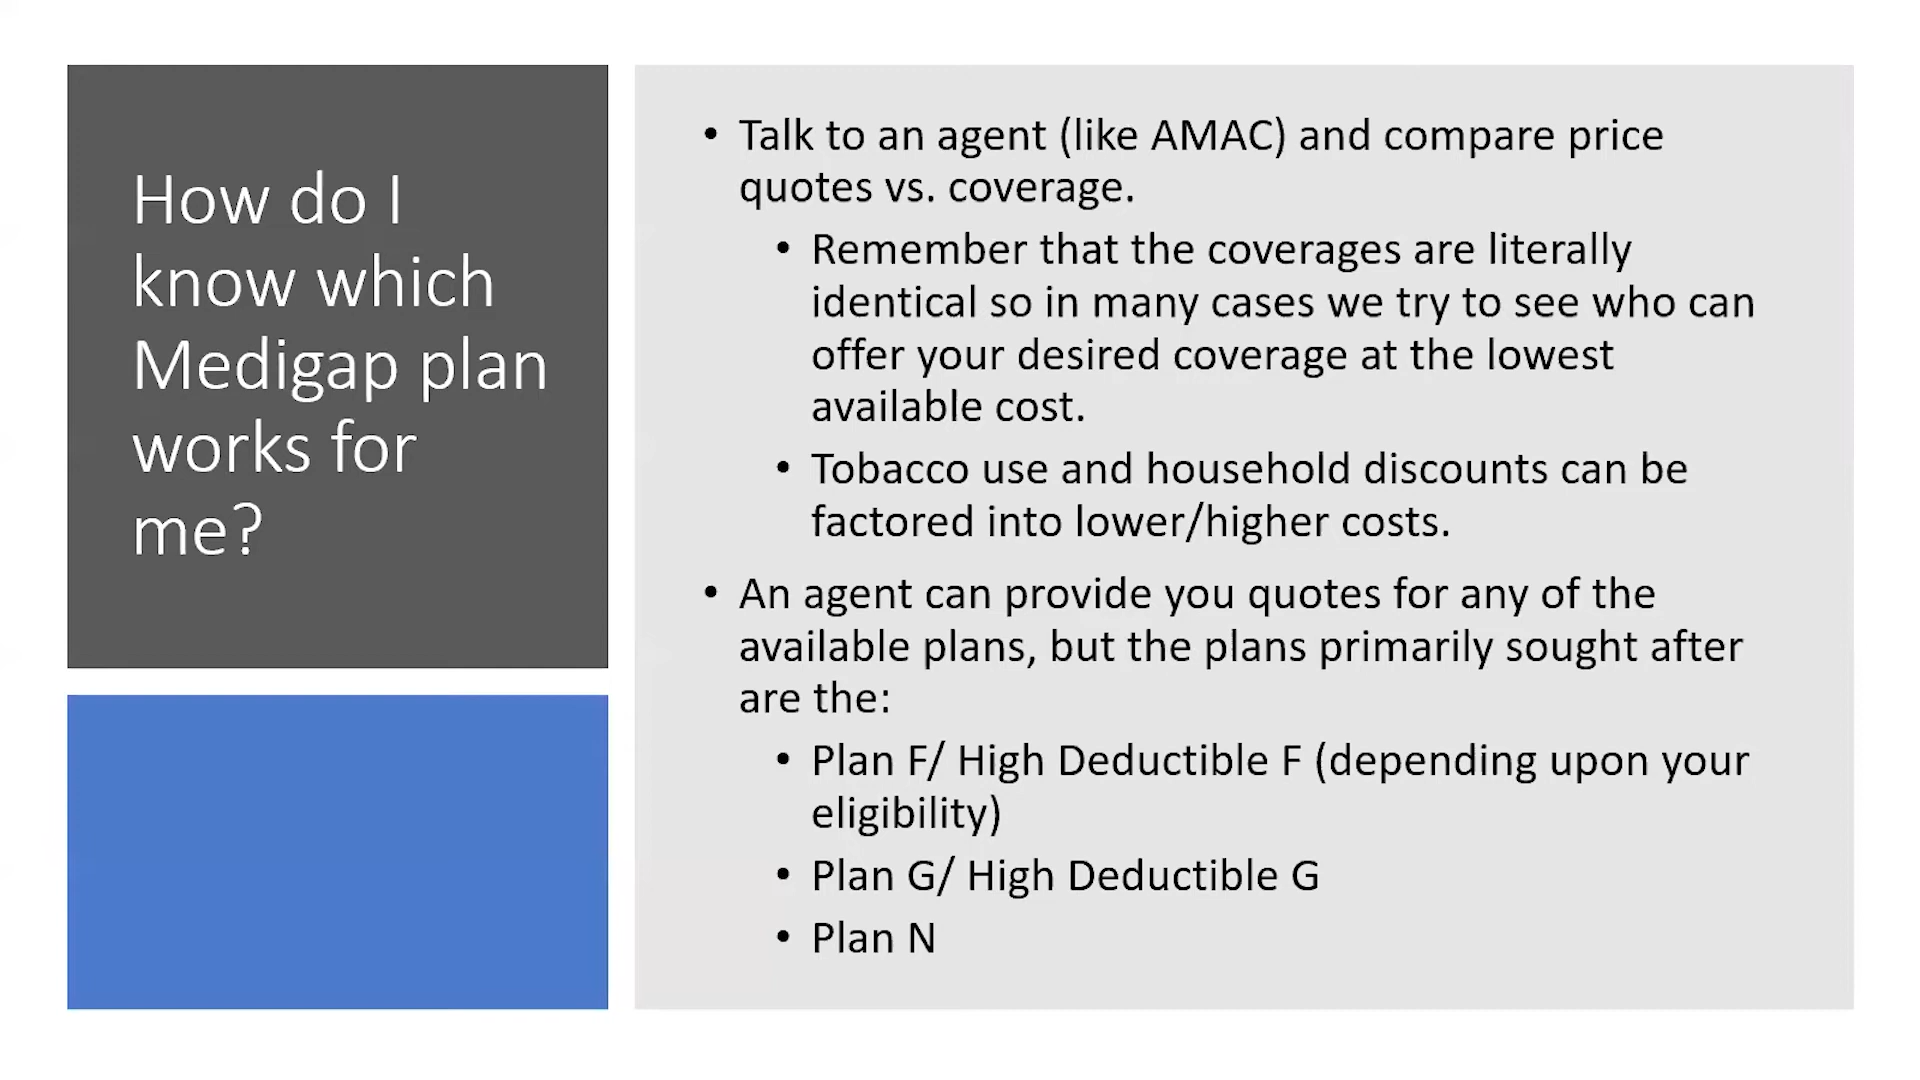 How do I
know which
Medigap plan
works for
me?
• Talk to an agent (like AMAC) and compare price
quotes vs. coverage.
• Remember that the coverages are literally
identical so in many cases we try to see who can
offer your desired coverage at the lowest
available cost.
• Tobacco use and household discounts can be
factored into lower/higher costs.
• An agent can provide you quotes for any of the
available plans, but the plans primarily sought after
are the:
• Plan F/ High Deductible F (depending upon your
eligibility)
• Plan G/ High Deductible G
• Plan N